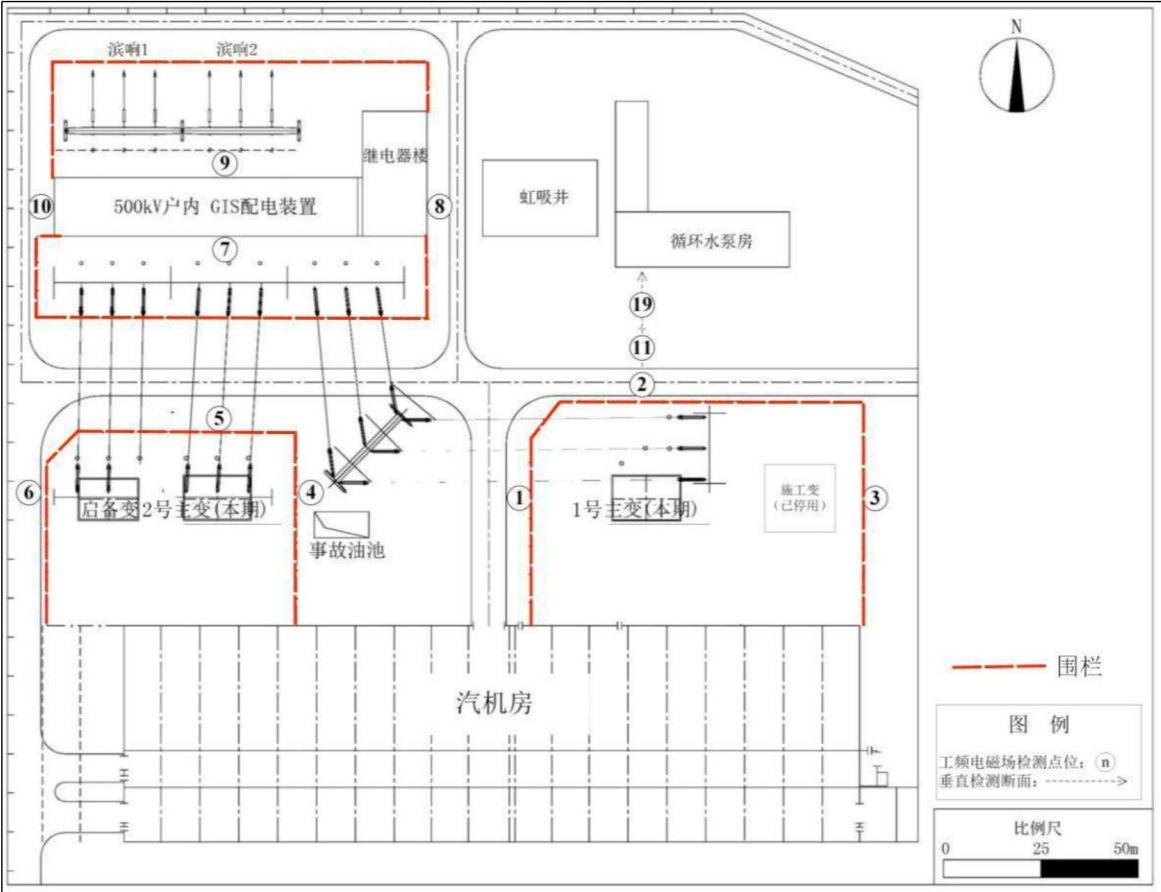 滨响1
滨响2
N
⑨
继电器楼
⑩
500kV户内 GIS配电装置
⑧
虹吸井
⑦
循环水泵房
⑲
⑪
②
⑤
⑥
启备变
2号主变(本期)
④
事故油池
①
1号主变(本期)
施工变
(已停用)
③
汽机房
围栏
图 例
工频电磁场检测点位: ⓝ
垂直检测断面:
比例尺
0 25 50m